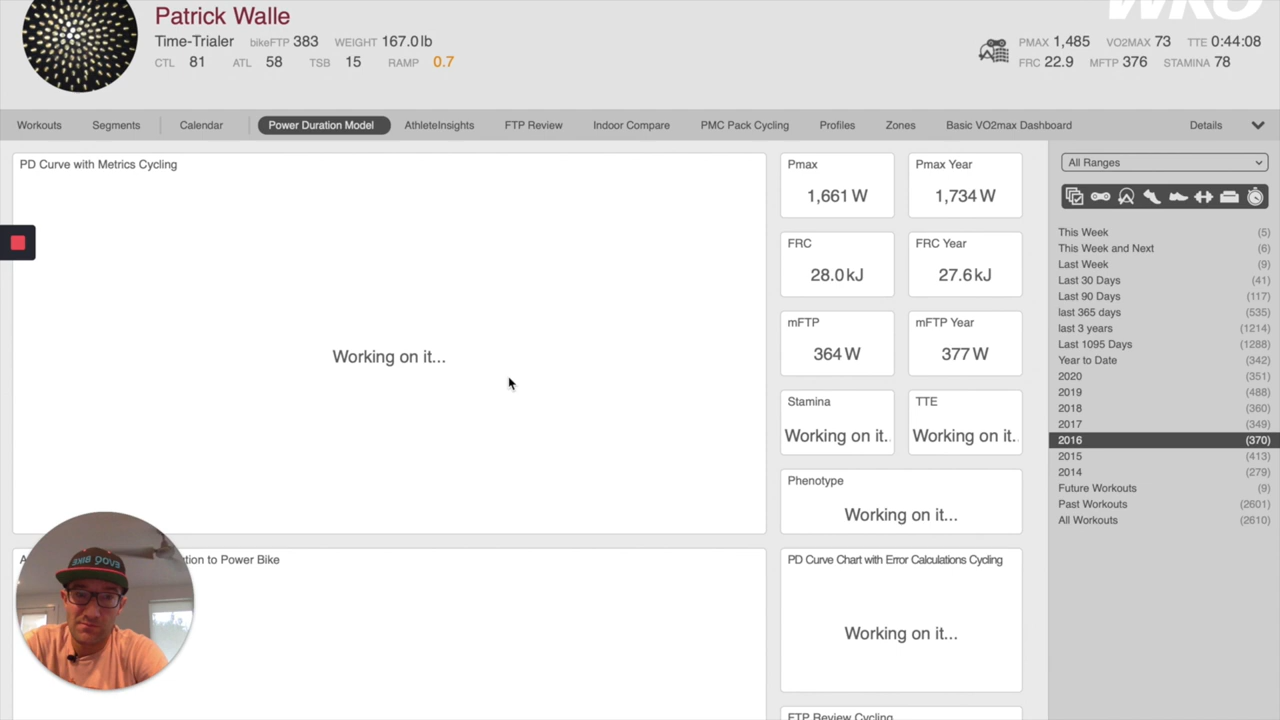 Patrick Walle
WKO
Time-Trialer bikeFTP 383 WEIGHT 167.0lb
CTL 81 ATL 58 TSB 15 RAMP 0.7
PMAX 1,485 VO2MAX 73 TTE 0:44:08
FRC 22.9 MFTP 376 STAMINA 78
Workouts Segments Calendar Power Duration Model AthleteInsights FTP Review Indoor Compare PMC Pack Cycling Profiles Zones Basic VO2max Dashboard Details
PD Curve with Metrics Cycling
Working on it...
Pmax
1,661 W
Pmax Year
1,734 W
FRC
28.0 kJ
FRC Year
27.6 kJ
mFTP
364 W
mFTP Year
377 W
Stamina
Working on it.
TTE
Working on it.
Phenotype
Working on it...
tion to Power Bike
PD Curve Chart with Error Calculations Cycling
Working on it...
FTP Review Cycling
All Ranges
This Week (5)
This Week and Next (6)
Last Week (9)
Last 30 Days (41)
Last 90 Days (117)
last 365 days (535)
last 3 years (1214)
Last 1095 Days (1288)
Year to Date (342)
2020 (351)
2019 (488)
2018 (360)
2017 (349)
2016 (370)
2015 (413)
2014 (279)
Future Workouts (9)
Past Workouts (2601)
All Workouts (2610)